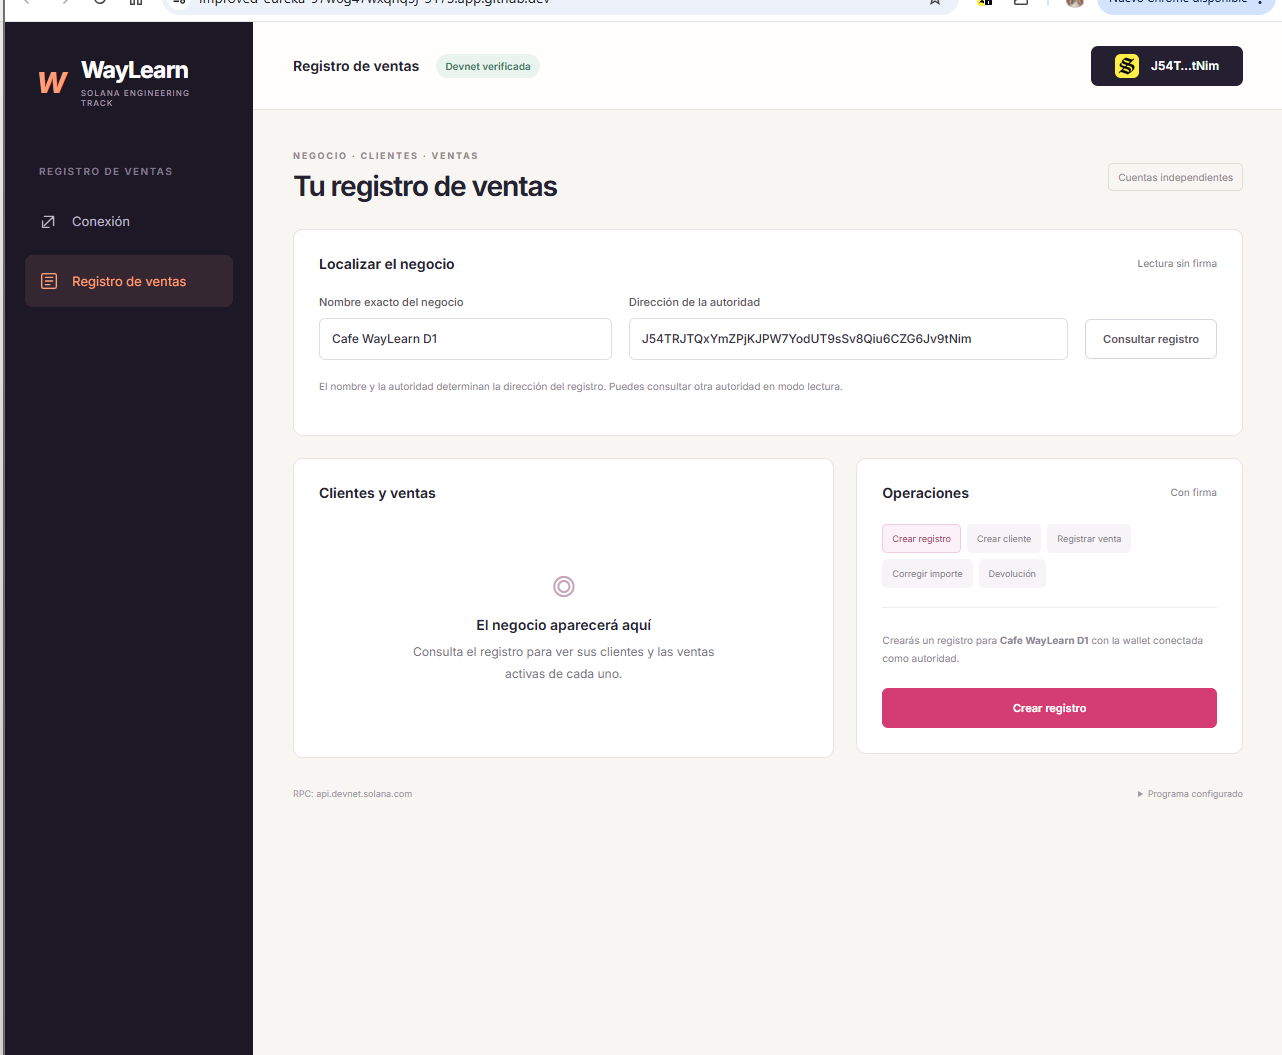 WayLearn
SOLANA ENGINEERING
TRACK
REGISTRO DE VENTAS
Conexión
Registro de ventas
Registro de ventas
Devnet verificada
J54T...tNim
NEGOCIO · CLIENTES · VENTAS
Tu registro de ventas
Cuentas independientes
Localizar el negocio
Lectura sin firma
Nombre exacto del negocio
Dirección de la autoridad
Cafe WayLearn D1
J54TRJTQxYmZPjKJPW7YodUT9sSv8Qiu6CZG6Jv9tNim
Consultar registro
El nombre y la autoridad determinan la dirección del registro. Puedes consultar otra autoridad en modo lectura.
Clientes y ventas
El negocio aparecerá aquí
Consulta el registro para ver sus clientes y las ventas
activas de cada uno.
Operaciones
Con firma
Crear registro
Crear cliente
Registrar venta
Corregir importe
Devolución
Crearás un registro para Cafe WayLearn D1 con la wallet conectada
como autoridad.
Crear registro
RPC: api.devnet.solana.com
Programa configurado